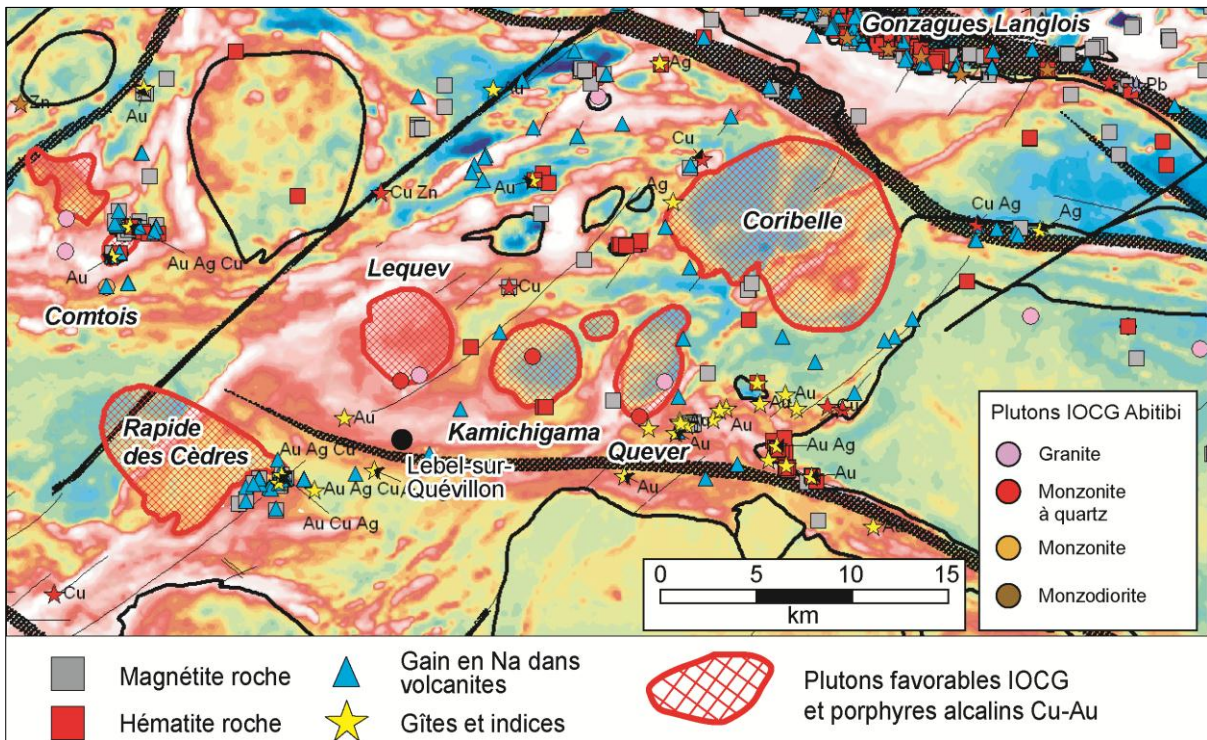 Gonzagues Langlois
Ag
Zn
Au
Au
Pb
Cu
Cu Zn
Au
Ag
Coribelle
Cu Ag
Ag
Au
Au Ag Cu
Lequev
Cu
Comtois
Au
Au
Au
Rapide
des Cèdres
Au
Kamichigama
Quever
Au
Au Ag
Au Ag Cu
Lebel-sur-
Quévillon
Au Ag Cu
Au
Au
Au Cu Ag
Cu
0 5 10 15
km
Plutons IOCG Abitibi
Granite
Monzonite
à quartz
Monzonite
Monzodiorite
Magnétite roche
Gain en Na dans
volcanites
Plutons favorables IOCG
et porphyres alcalins Cu-Au
Hématite roche
Gîtes et indices